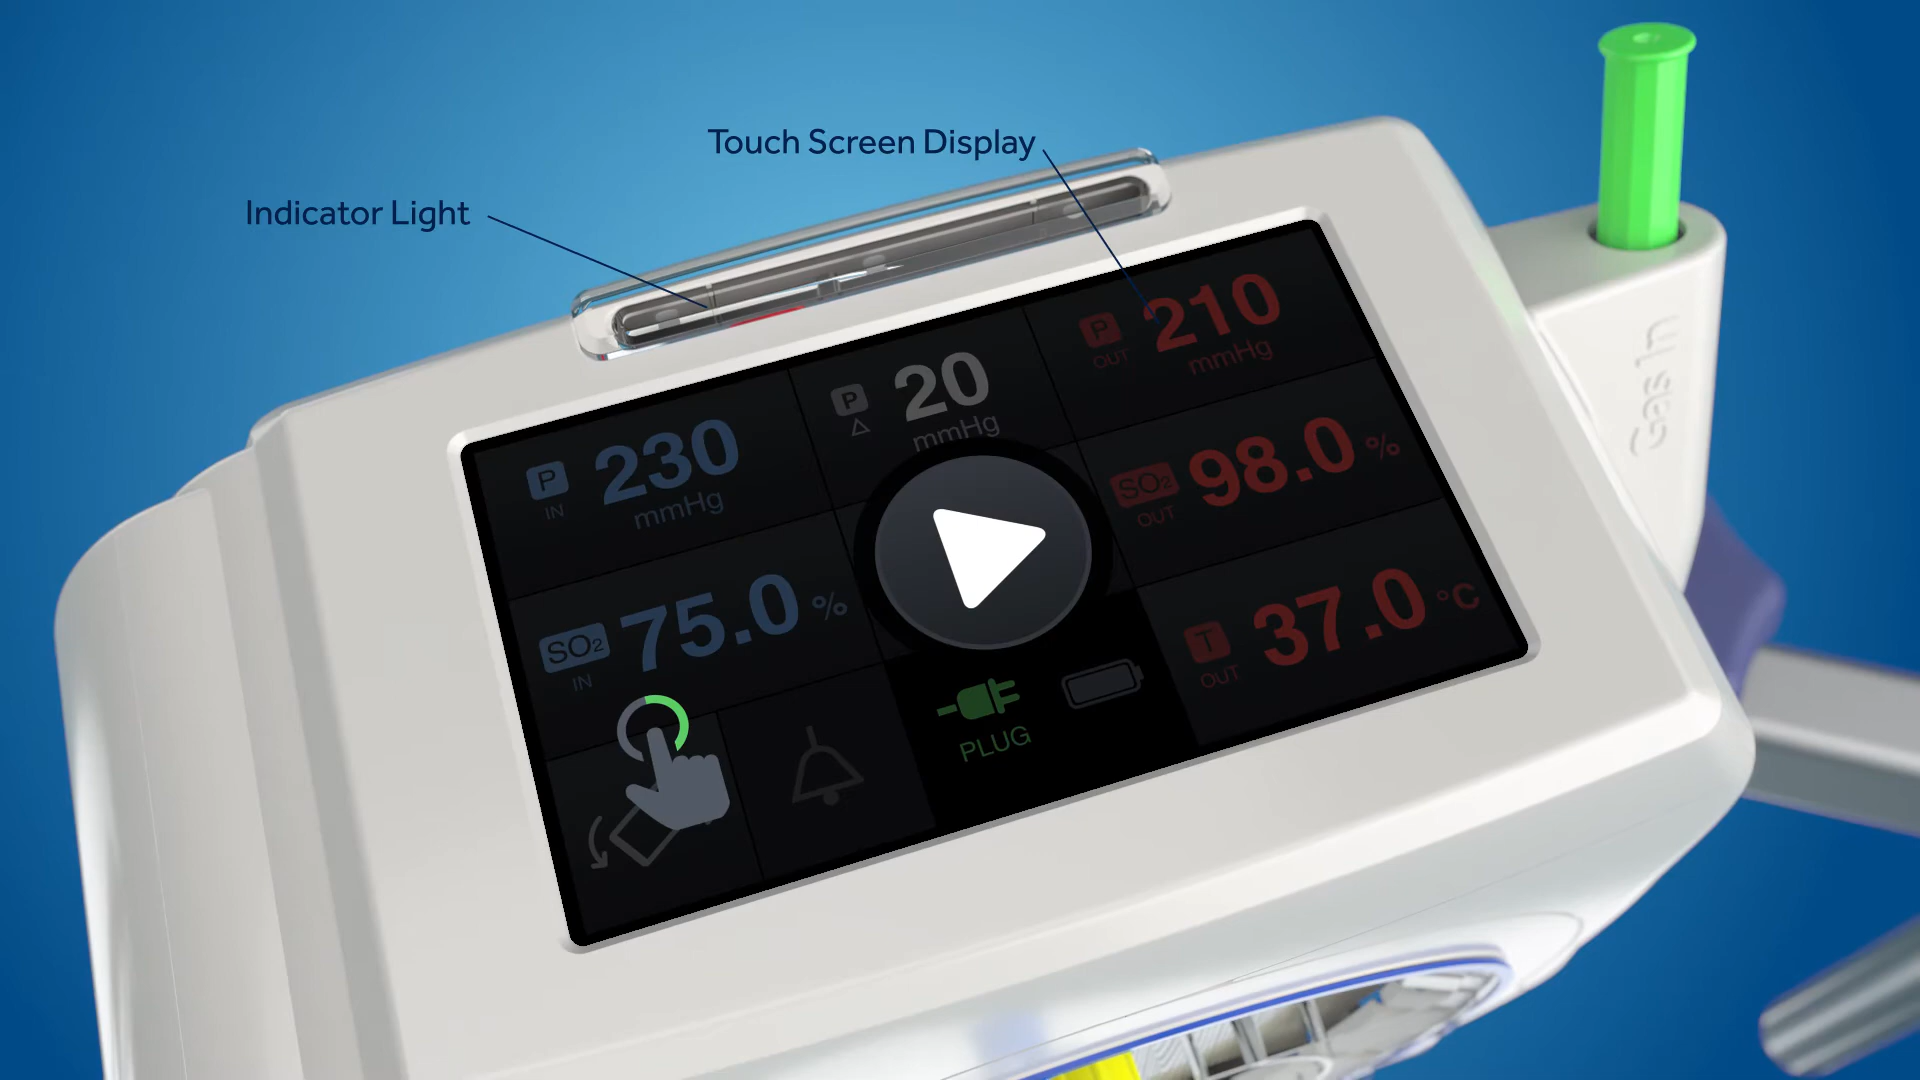 Touch Screen Display
Indicator Light
P IN 230 mmHg
P △ 20 mmHg
P OUT 210 mmHg
SO₂ IN 75.0 %
SO₂ OUT 98.0 %
T OUT 37.0 °C
PLUG
Gas In